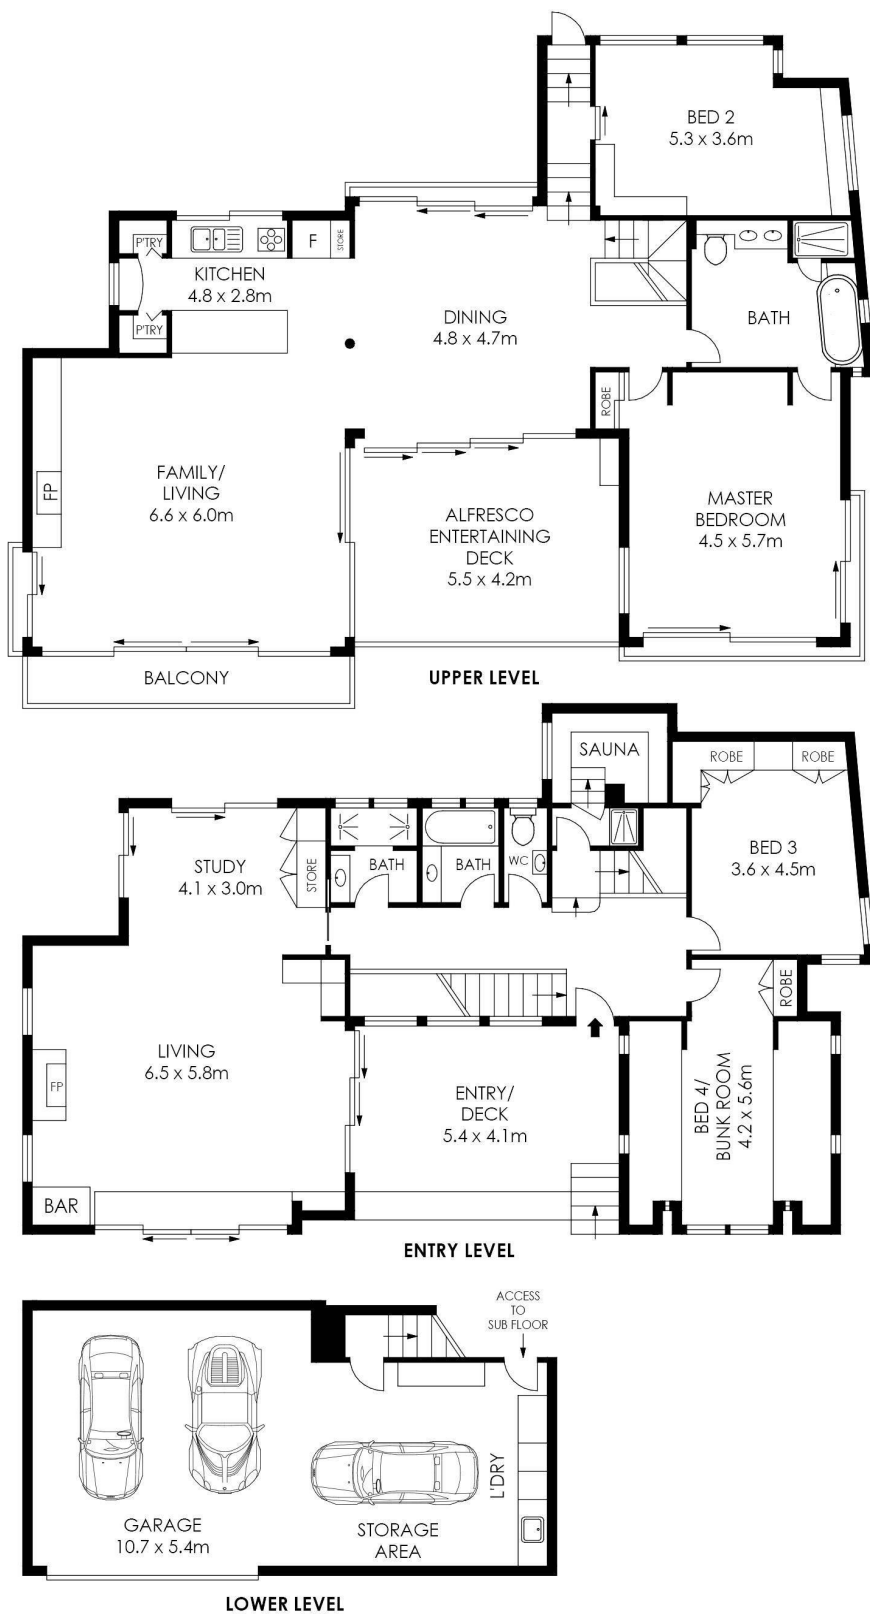 BED 2
5.3 x 3.6m
P'TRY
F
STORE
KITCHEN
4.8 x 2.8m
P'TRY
DINING
4.8 x 4.7m
BATH
ROBE
FAMILY/
LIVING
6.6 x 6.0m
FP
ALFRESCO
ENTERTAINING
DECK
5.5 x 4.2m
MASTER
BEDROOM
4.5 x 5.7m
BALCONY
UPPER LEVEL
SAUNA
ROBE
ROBE
STUDY
4.1 x 3.0m
STORE
BATH
BATH
WC
BED 3
3.6 x 4.5m
ROBE
LIVING
6.5 x 5.8m
FP
ENTRY/
DECK
5.4 x 4.1m
BED 4/
BUNK ROOM
4.2 x 5.6m
BAR
ENTRY LEVEL
ACCESS
TO
SUB FLOOR
L'DRY
GARAGE
10.7 x 5.4m
STORAGE
AREA
LOWER LEVEL